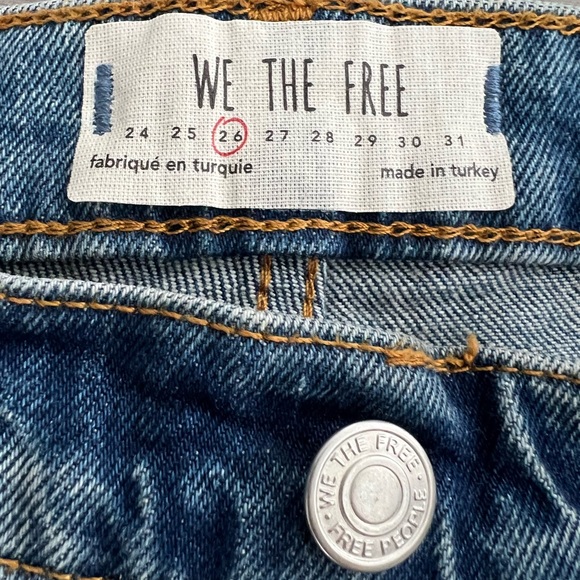 WE THE FREE
24 25 26 27 28 29 30 31
fabriqué en turquie made in turkey
· WE THE FREE ·
FREE PEOPLE